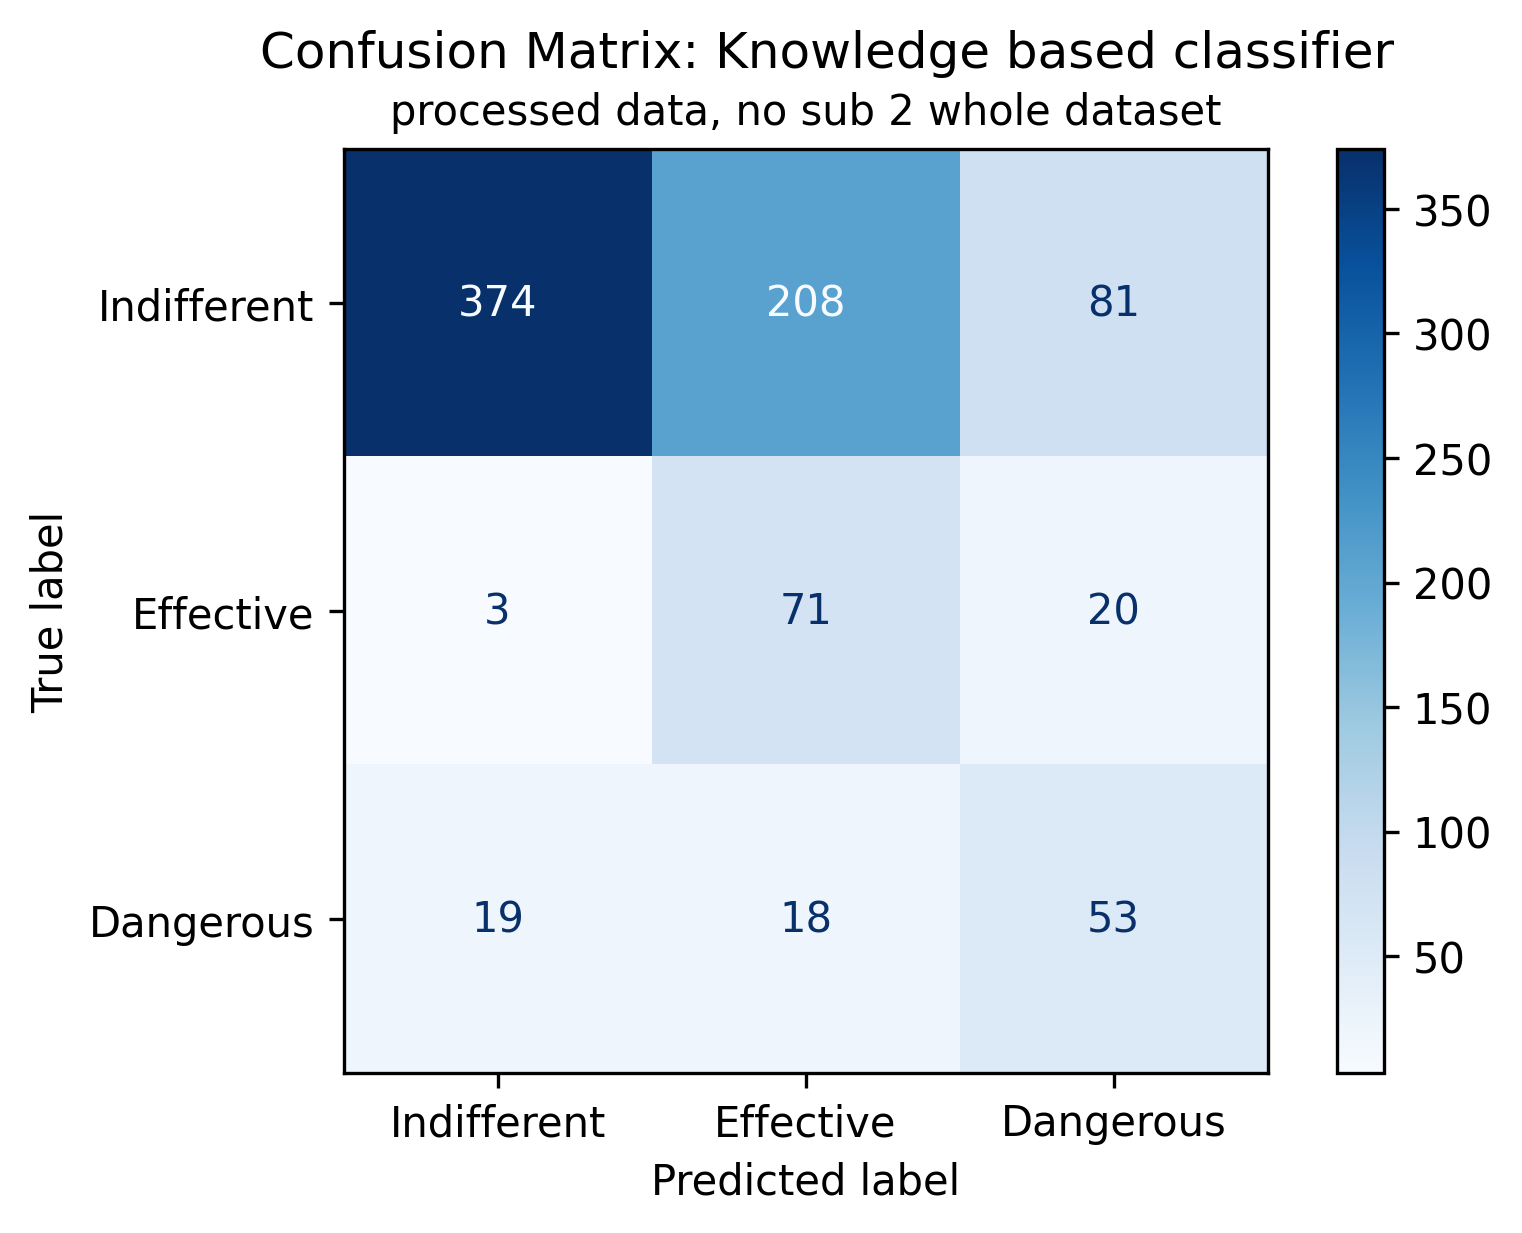 Confusion Matrix: Knowledge based classifier
processed data, no sub 2 whole dataset
350
300
250
200
150
100
50
True label
Indifferent
Effective
Dangerous
374 208 81
3 71 20
19 18 53
Indifferent Effective Dangerous
Predicted label